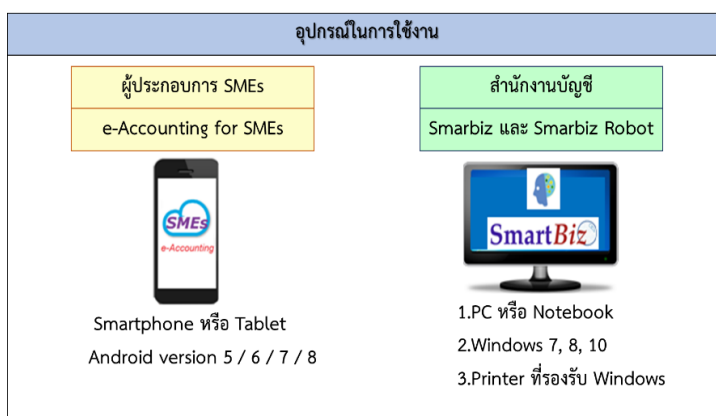 อุปกรณ์ในการใช้งาน
ผู้ประกอบการ SMEs
e-Accounting for SMEs
SMEs
e-Accounting
Smartphone หรือ Tablet
Android version 5 / 6 / 7 / 8
สำนักงานบัญชี
Smarbiz และ Smarbiz Robot
SmartBiz
1.PC หรือ Notebook
2.Windows 7, 8, 10
3.Printer ที่รองรับ Windows